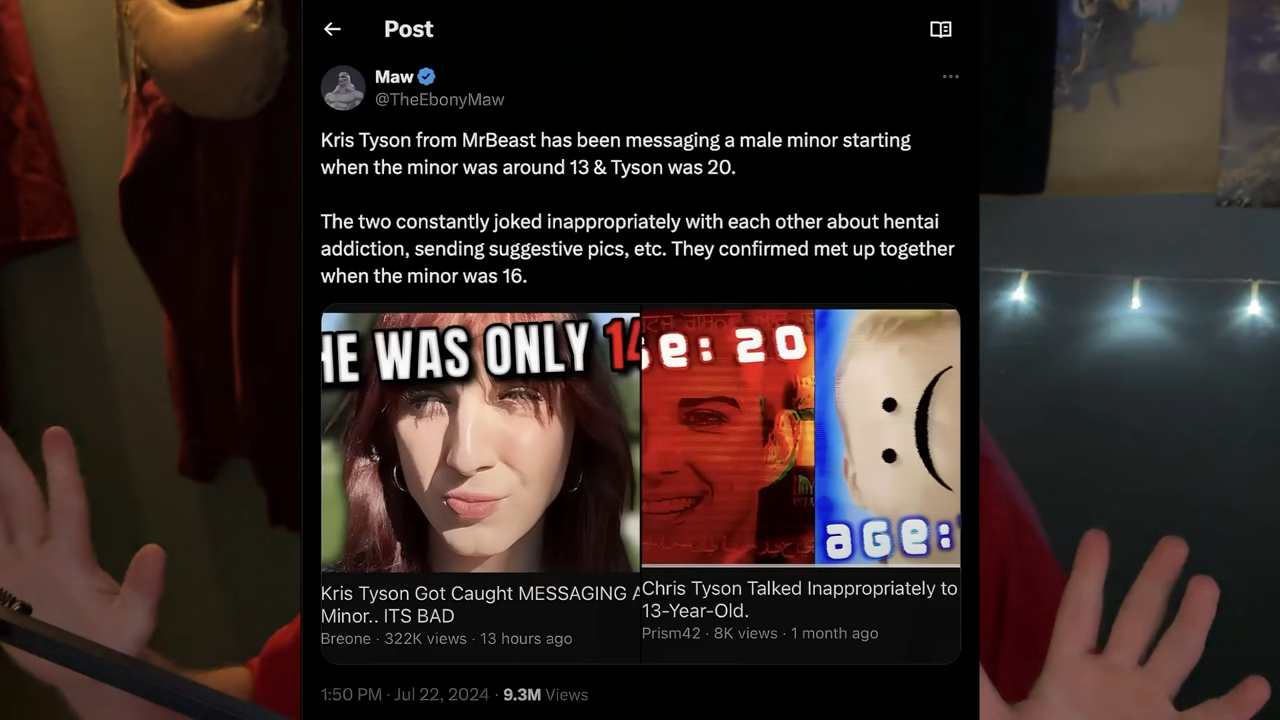 Post
Maw
@TheEbonyMaw
Kris Tyson from MrBeast has been messaging a male minor starting
when the minor was around 13 & Tyson was 20.
The two constantly joked inappropriately with each other about hentai
addiction, sending suggestive pics, etc. They confirmed met up together
when the minor was 16.
HE WAS ONLY 14
e: 20
age:
Kris Tyson Got Caught MESSAGING A
Minor.. ITS BAD
Breone · 322K views · 13 hours ago
Chris Tyson Talked Inappropriately to
13-Year-Old.
Prism42 · 8K views · 1 month ago
1:50 PM · Jul 22, 2024 · 9.3M Views